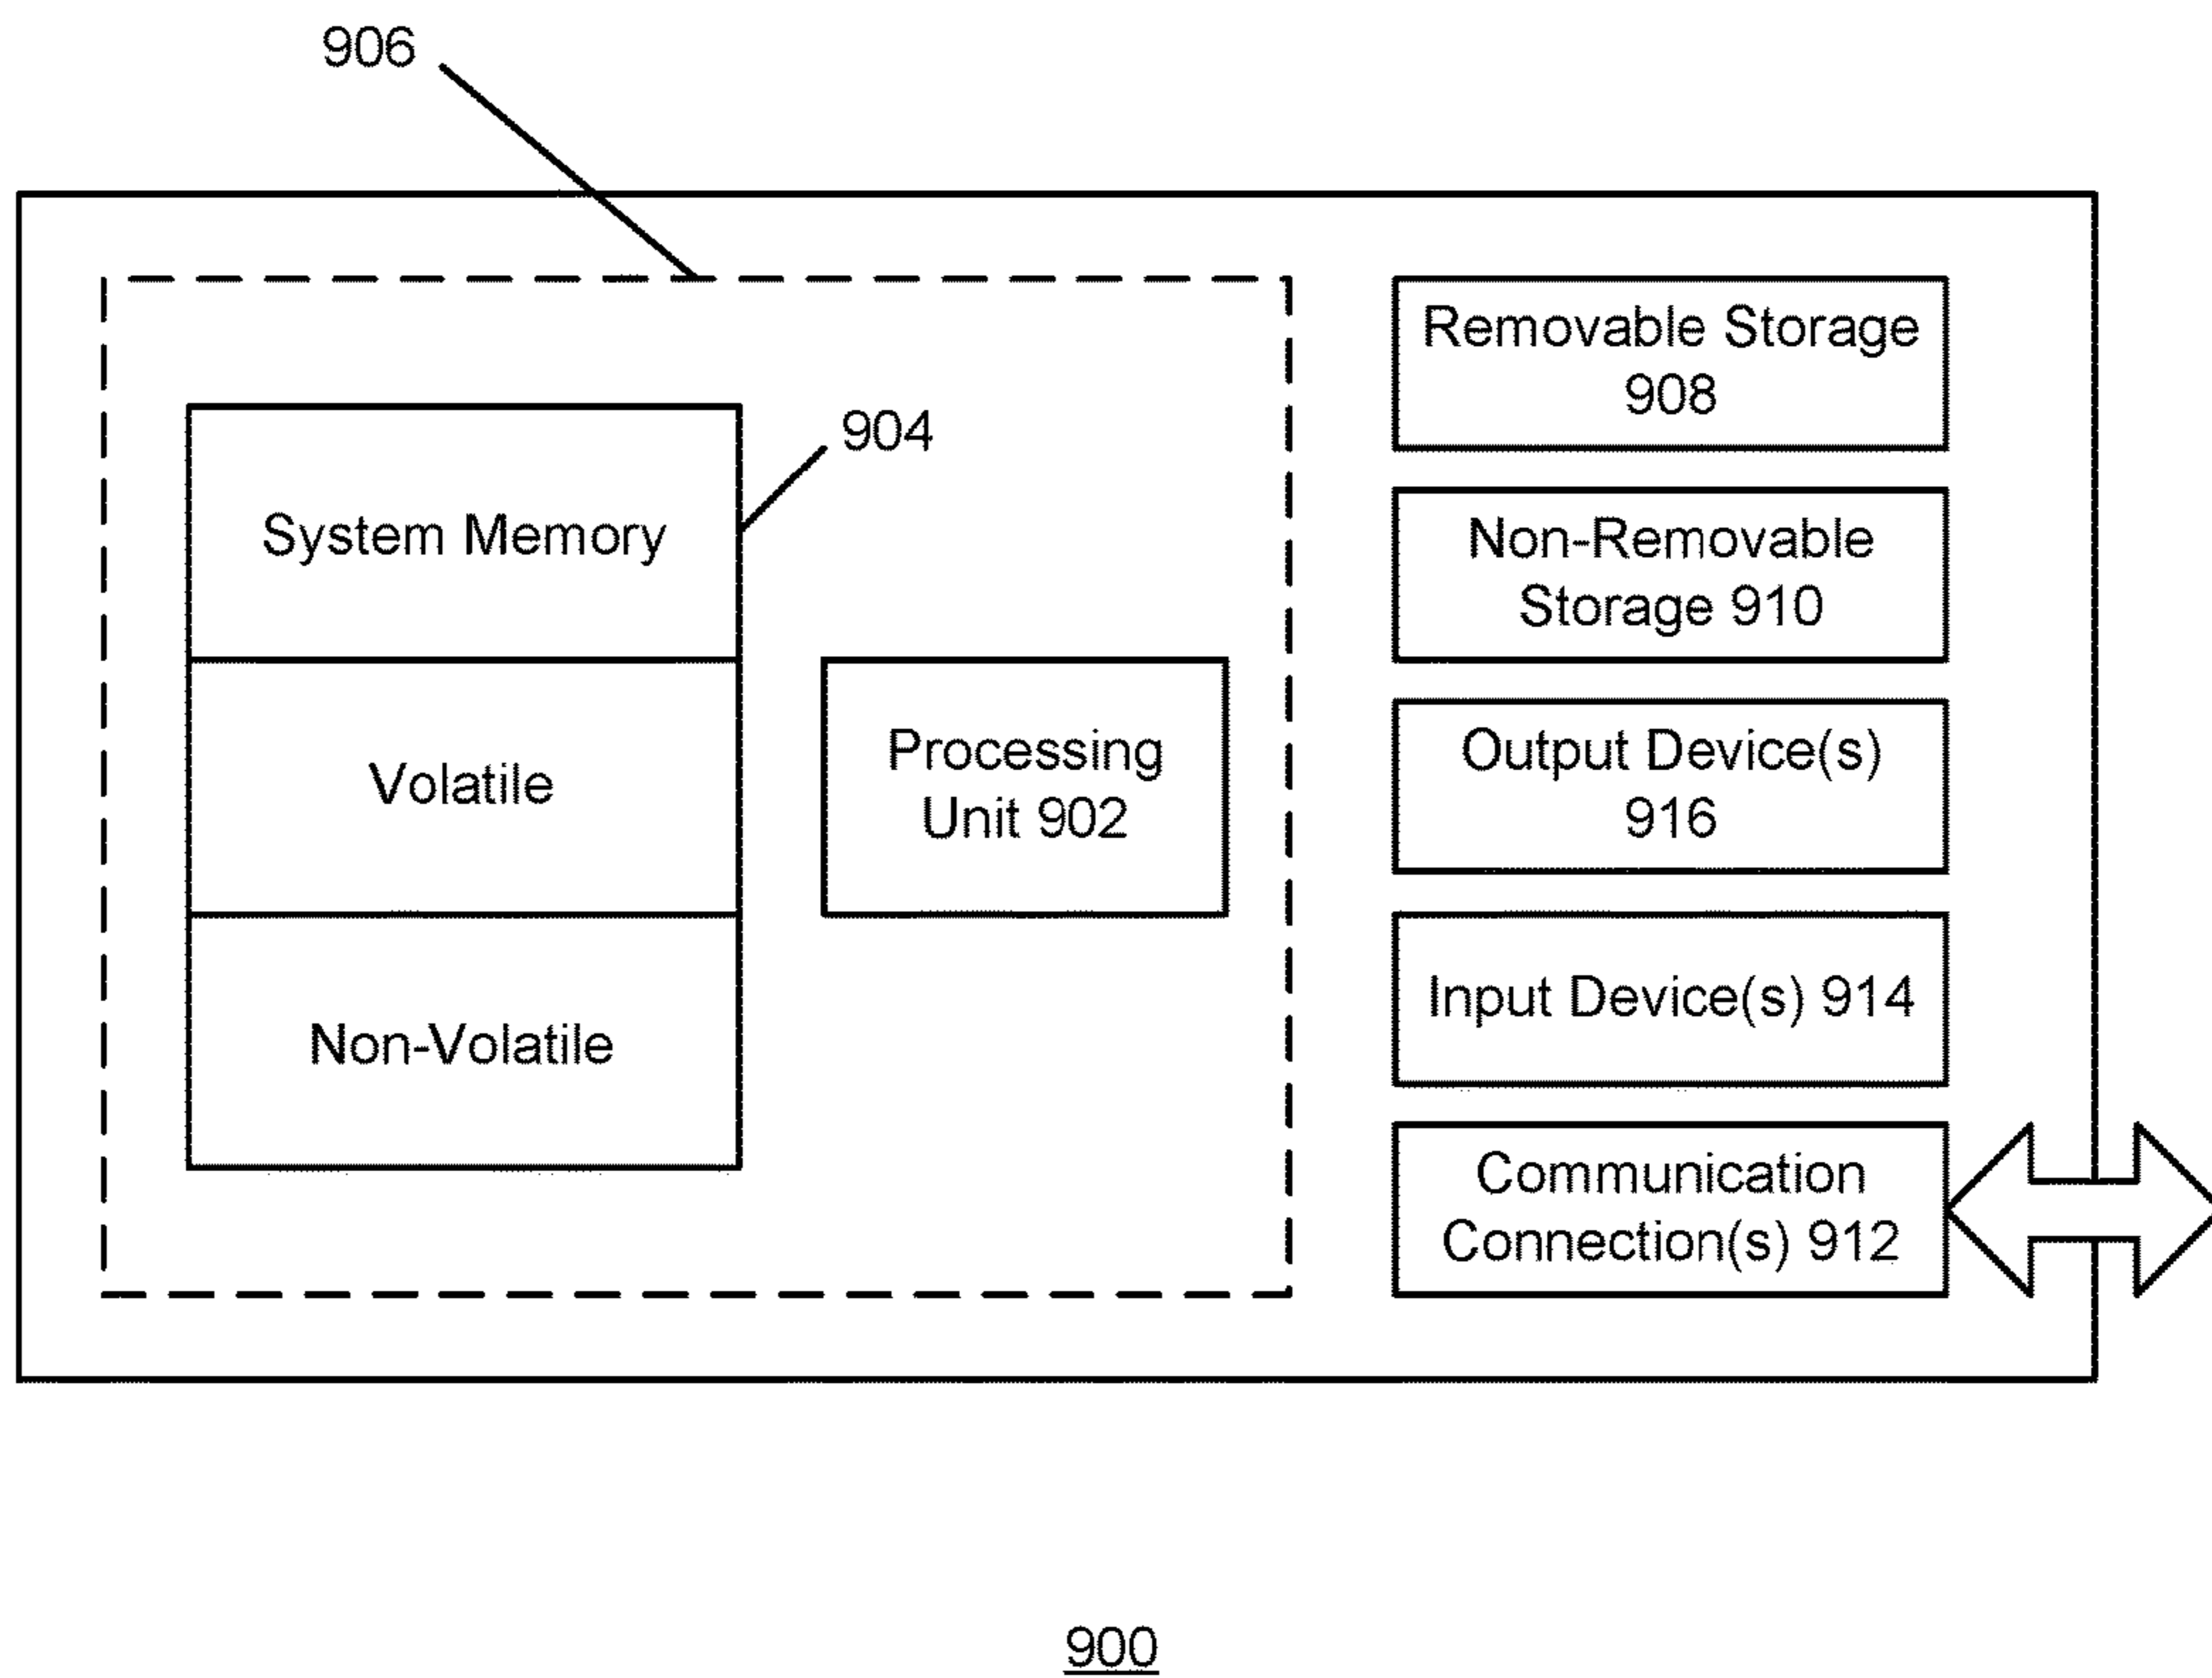 906
904
System Memory
Volatile
Non-Volatile
Processing
Unit 902
Removable Storage
908
Non-Removable
Storage 910
Output Device(s)
916
Input Device(s) 914
Communication
Connection(s) 912
900